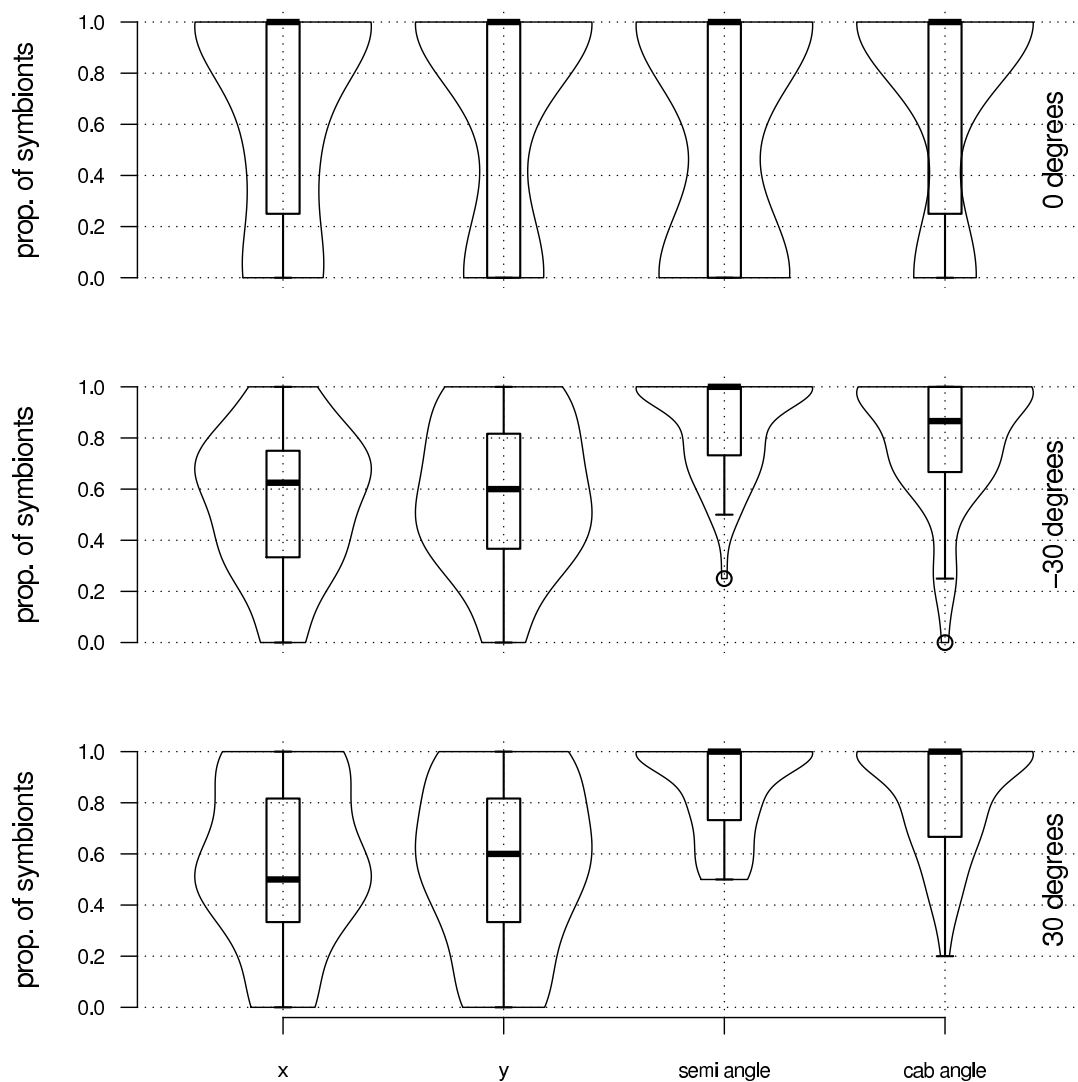 prop. of symbionts
1.0
0.8
0.6
0.4
0.2
0.0
0 degrees
prop. of symbionts
1.0
0.8
0.6
0.4
0.2
0.0
−30 degrees
prop. of symbionts
1.0
0.8
0.6
0.4
0.2
0.0
30 degrees
x y semi angle cab angle